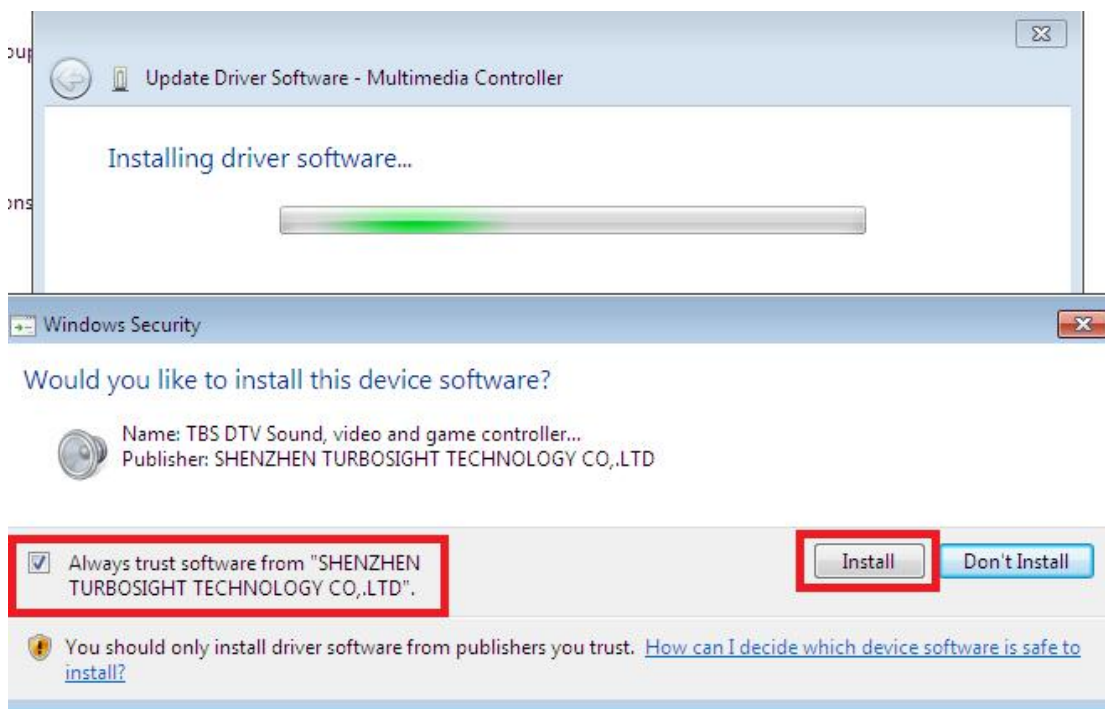 Update Driver Software - Multimedia Controller
Installing driver software...
Windows Security
Would you like to install this device software?
Name: TBS DTV Sound, video and game controller...
Publisher: SHENZHEN TURBOSIGHT TECHNOLOGY CO,.LTD
Always trust software from "SHENZHEN
TURBOSIGHT TECHNOLOGY CO,.LTD".
Install
Don't Install
You should only install driver software from publishers you trust. How can I decide which device software is safe to
install?